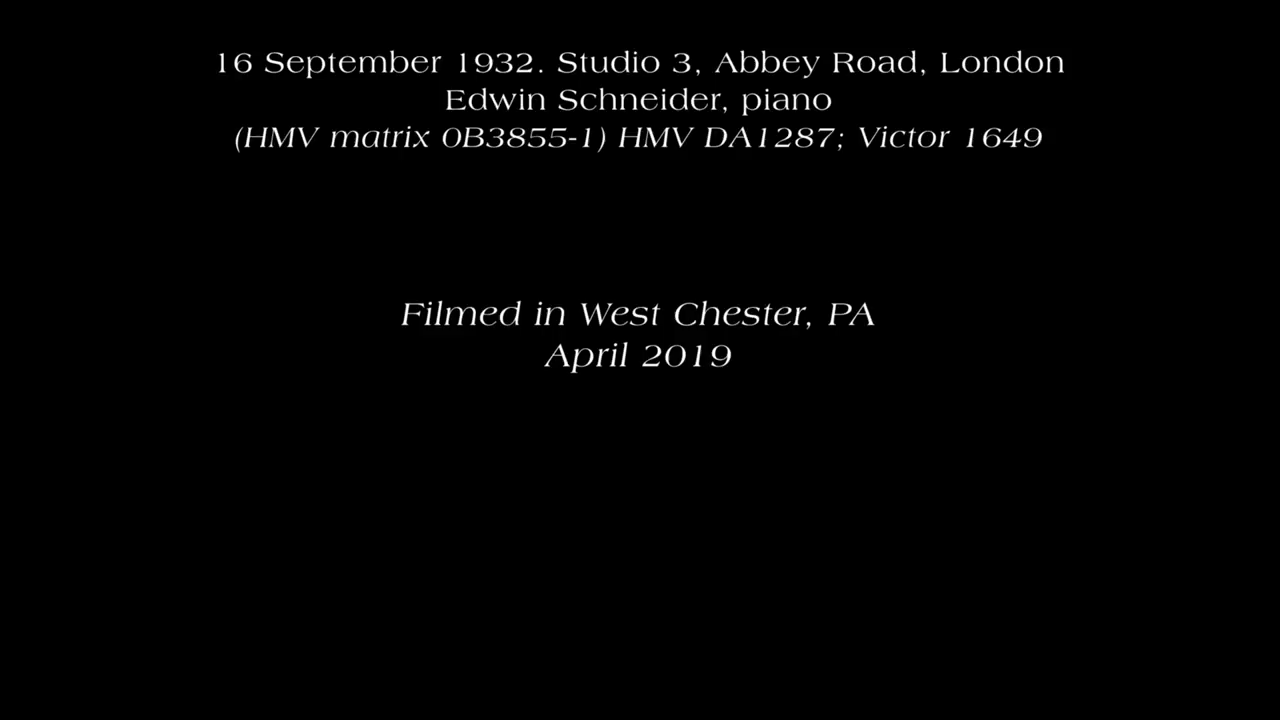 16 September 1932. Studio 3, Abbey Road, London
Edwin Schneider, piano
(HMV matrix 0B3855-1) HMV DA1287; Victor 1649
Filmed in West Chester, PA
April 2019